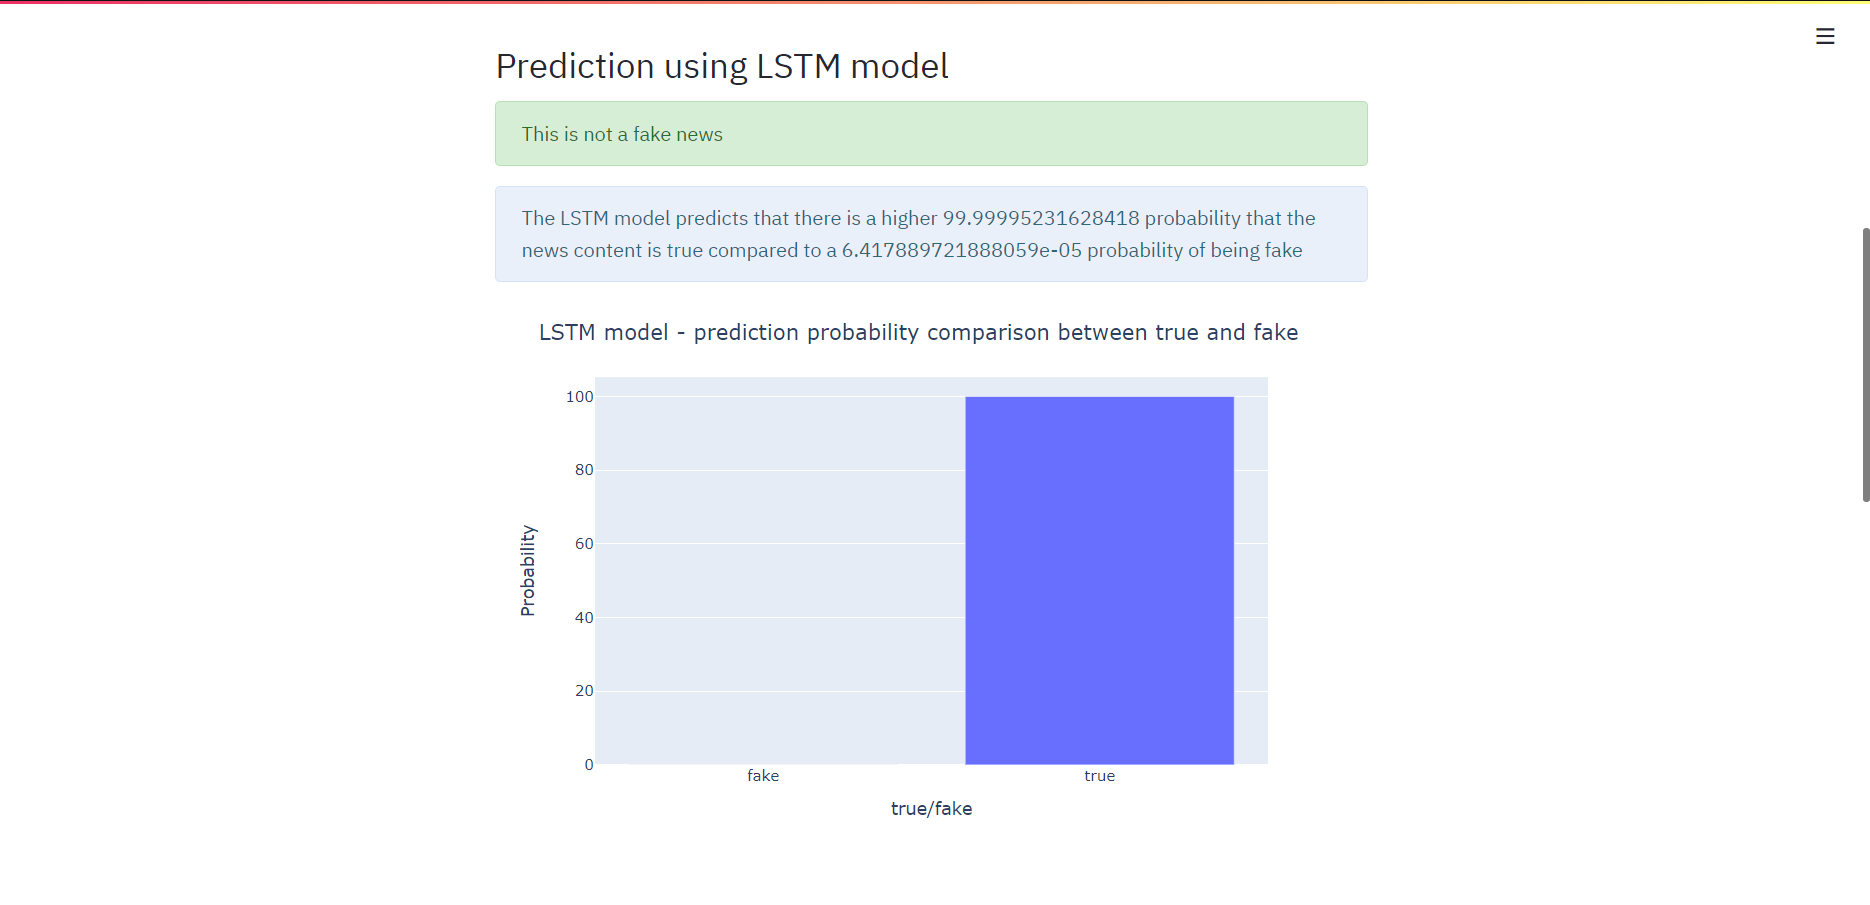 Prediction using LSTM model
This is not a fake news
The LSTM model predicts that there is a higher 99.99995231628418 probability that the
news content is true compared to a 6.417889721888059e-05 probability of being fake
LSTM model - prediction probability comparison between true and fake
100
80
60
40
20
0
Probability
fake
true
true/fake